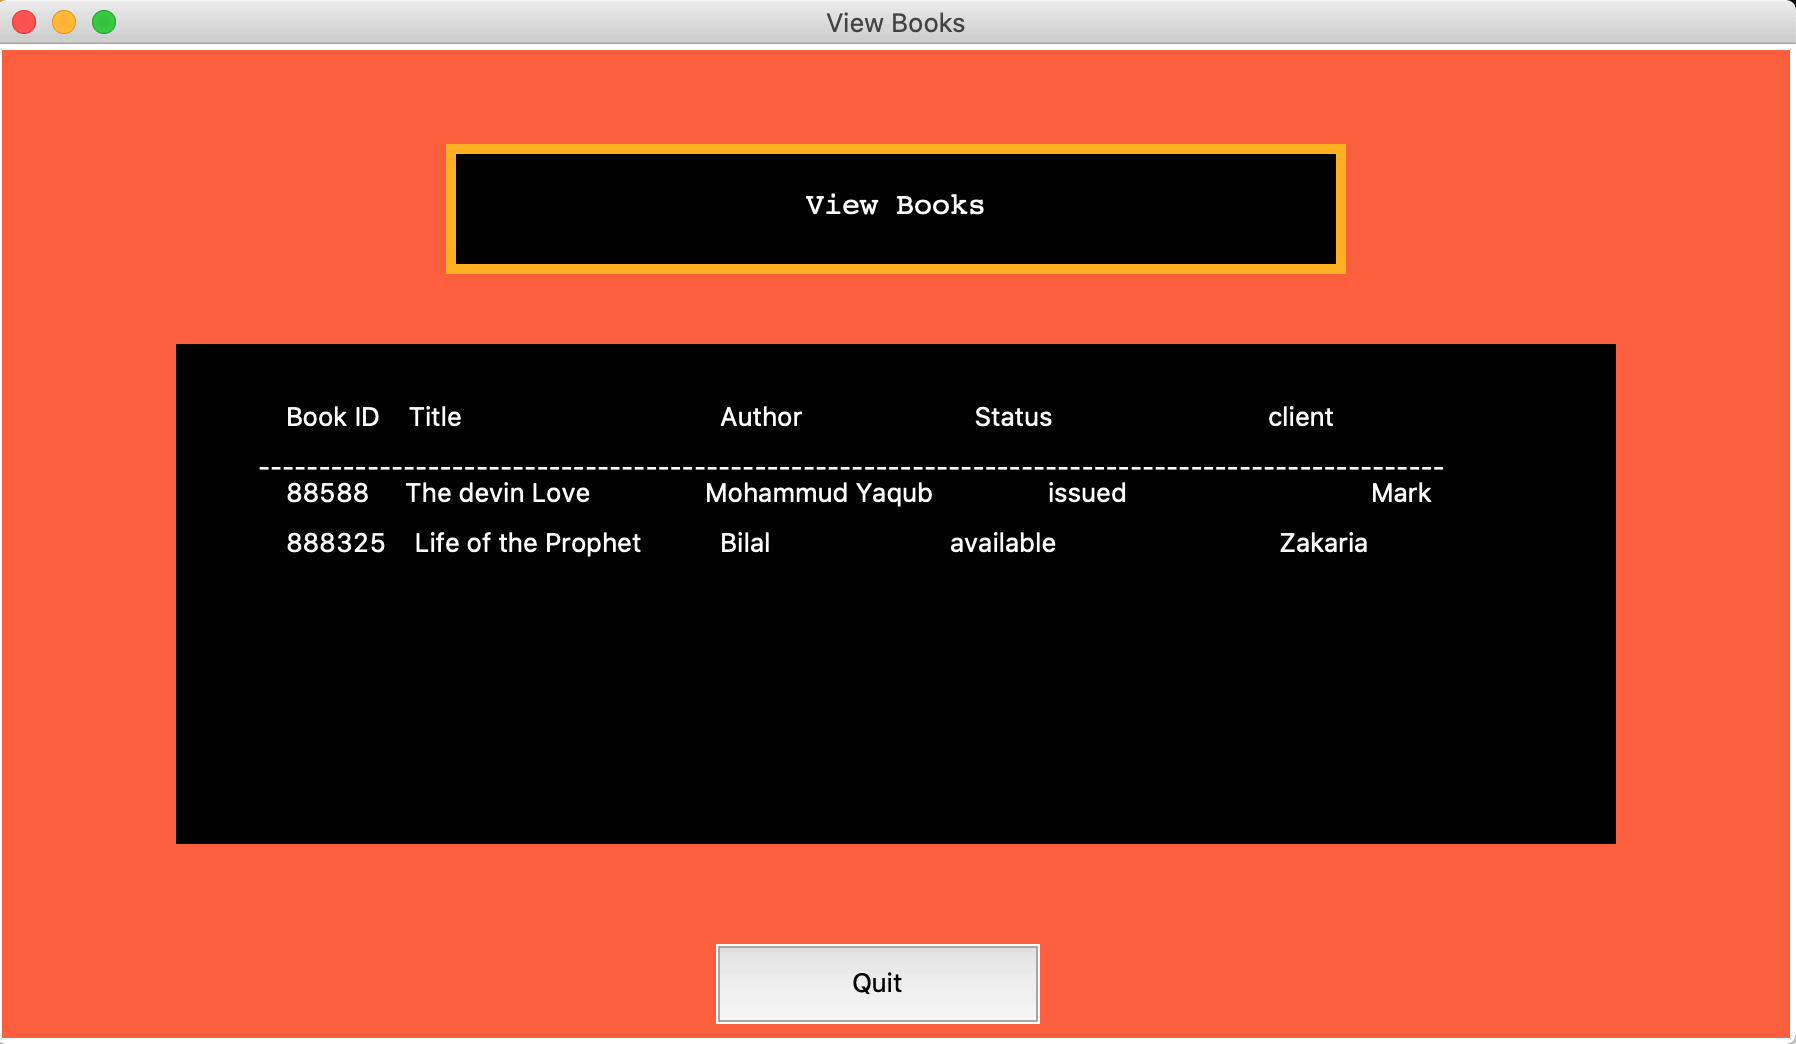 View Books
View Books
Book ID Title Author Status client
--------------------------------------------------------------------------------------------------
88588 The devin Love Mohammud Yaqub issued Mark
888325 Life of the Prophet Bilal available Zakaria
Quit